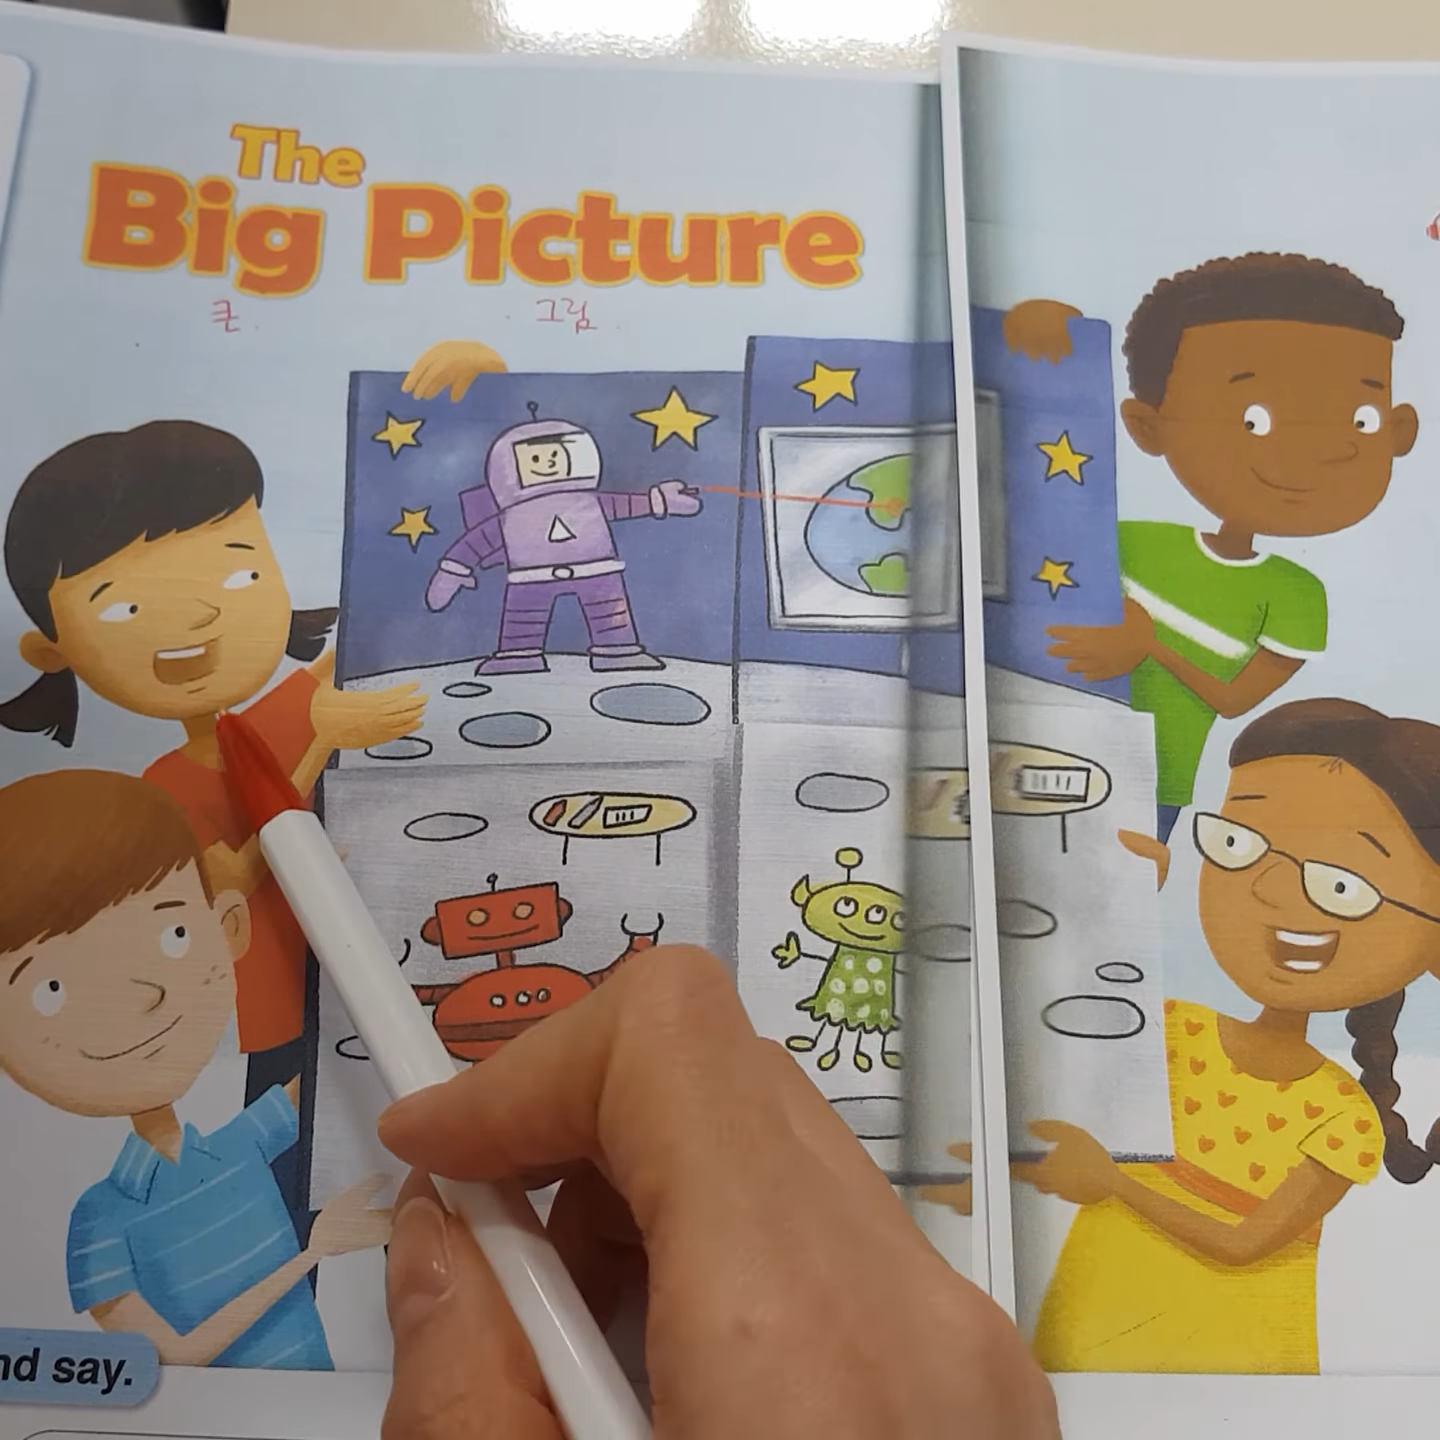 The
Big Picture
큰 그림
nd say.